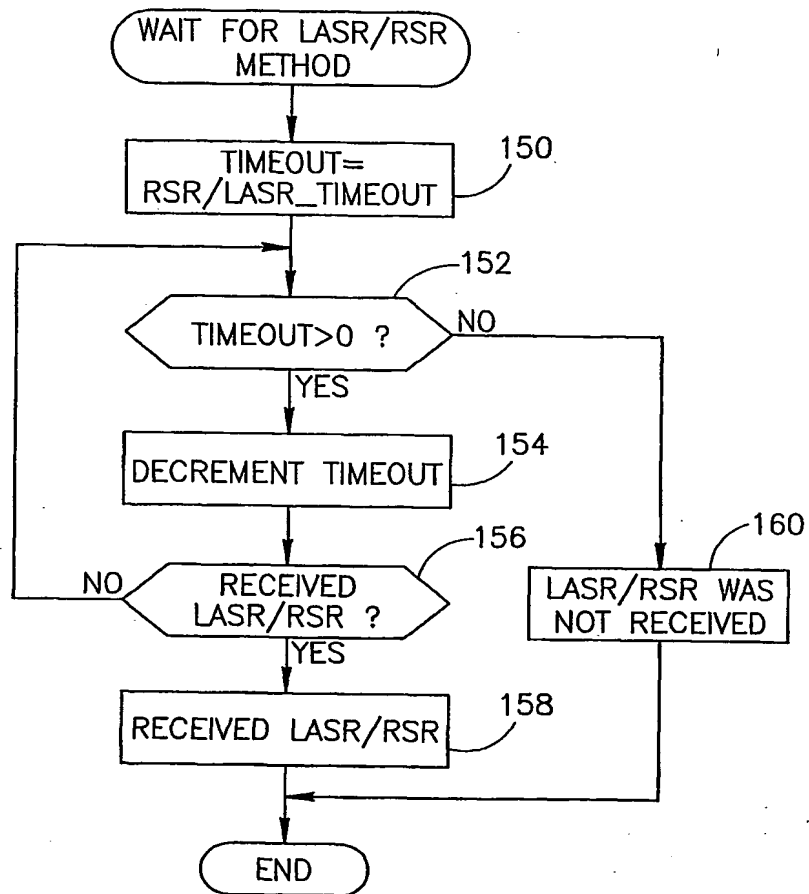 WAIT FOR LASR/RSR
METHOD
TIMEOUT=
RSR/LASR_TIMEOUT
150
152
TIMEOUT>0 ?
NO
YES
DECREMENT TIMEOUT
154
156
NO
RECEIVED
LASR/RSR ?
YES
160
LASR/RSR WAS
NOT RECEIVED
RECEIVED LASR/RSR
158
END